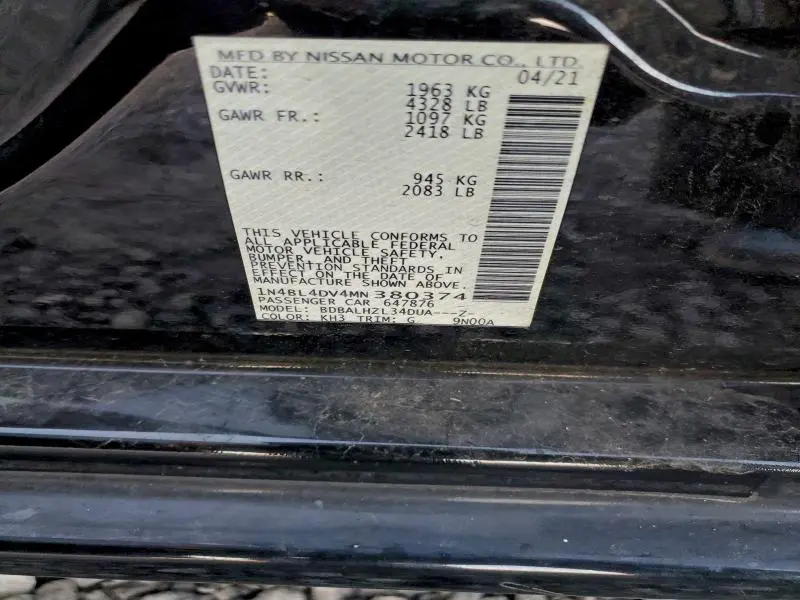 MFD BY NISSAN MOTOR CO., LTD.
DATE: 04/21
GVWR: 1963 KG
4328 LB
GAWR FR.: 1097 KG
2418 LB
GAWR RR.: 945 KG
2083 LB
THIS VEHICLE CONFORMS TO
ALL APPLICABLE FEDERAL
MOTOR VEHICLE SAFETY,
BUMPER, AND THEFT
PREVENTION STANDARDS IN
EFFECT ON THE DATE OF
MANUFACTURE SHOWN ABOVE.
1N4BL4DV4MN380374
PASSENGER CAR 647876
MODEL: BDBALHZL34DUA---Z-
COLOR: KH3 TRIM: G 9N00A